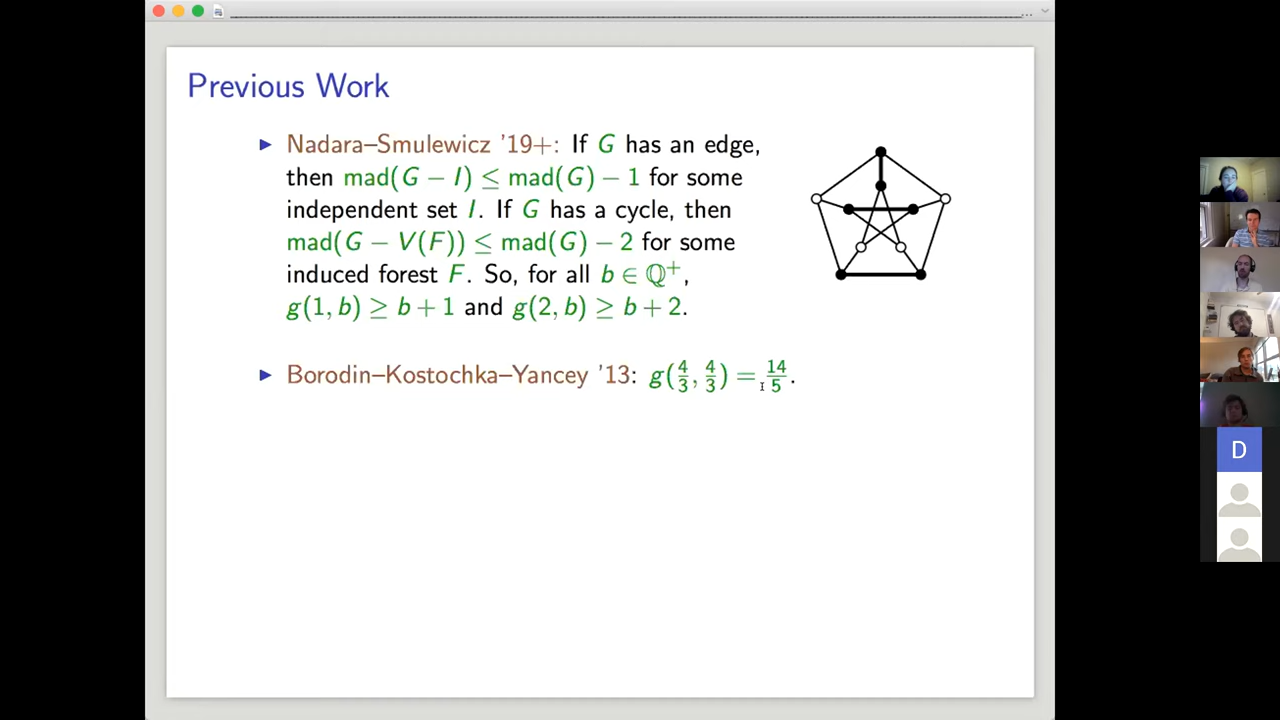 Previous Work
▶ Nadara–Smulewicz '19+: If G has an edge,
then mad(G − I) ≤ mad(G) − 1 for some
independent set I. If G has a cycle, then
mad(G − V(F)) ≤ mad(G) − 2 for some
induced forest F. So, for all b ∈ ℚ⁺,
g(1, b) ≥ b + 1 and g(2, b) ≥ b + 2.
▶ Borodin–Kostochka–Yancey '13: g(4/3, 4/3) = 14/5.
D